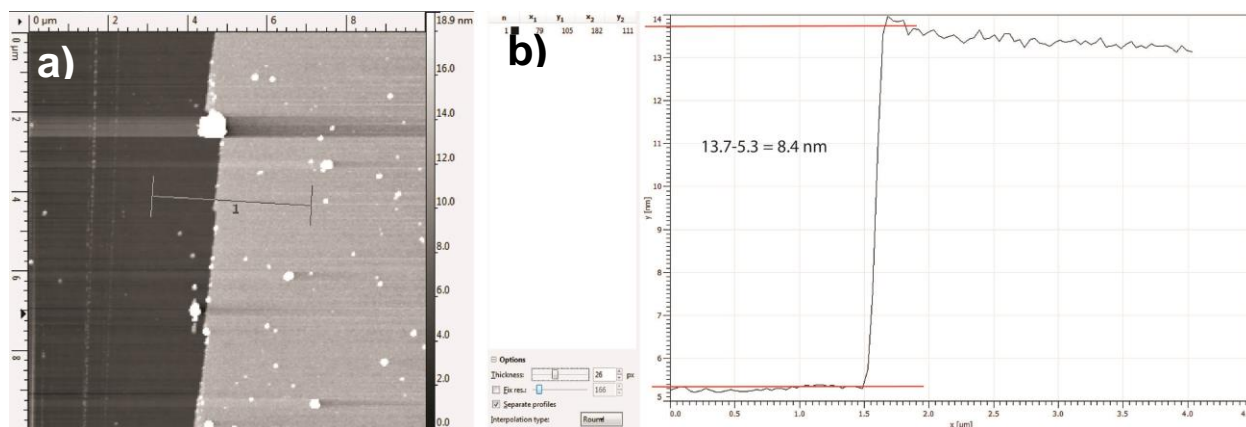 a)
0 µm 2 4 6 8
0 µm
2
4
6
8
1
18.9 nm
16.0
14.0
12.0
10.0
8.0
6.0
4.0
2.0
0.0
b)
n x₁ y₁ x₂ y₂
1 79 105 182 111
Options
Thickness: 26 px
Fix res.: 166
Separate profiles
Interpolation type: Round
14
13
12
11
10
9
8
7
6
5
y [nm]
13.7-5.3 = 8.4 nm
0.0 0.5 1.0 1.5 2.0 2.5 3.0 3.5 4.0
x [µm]